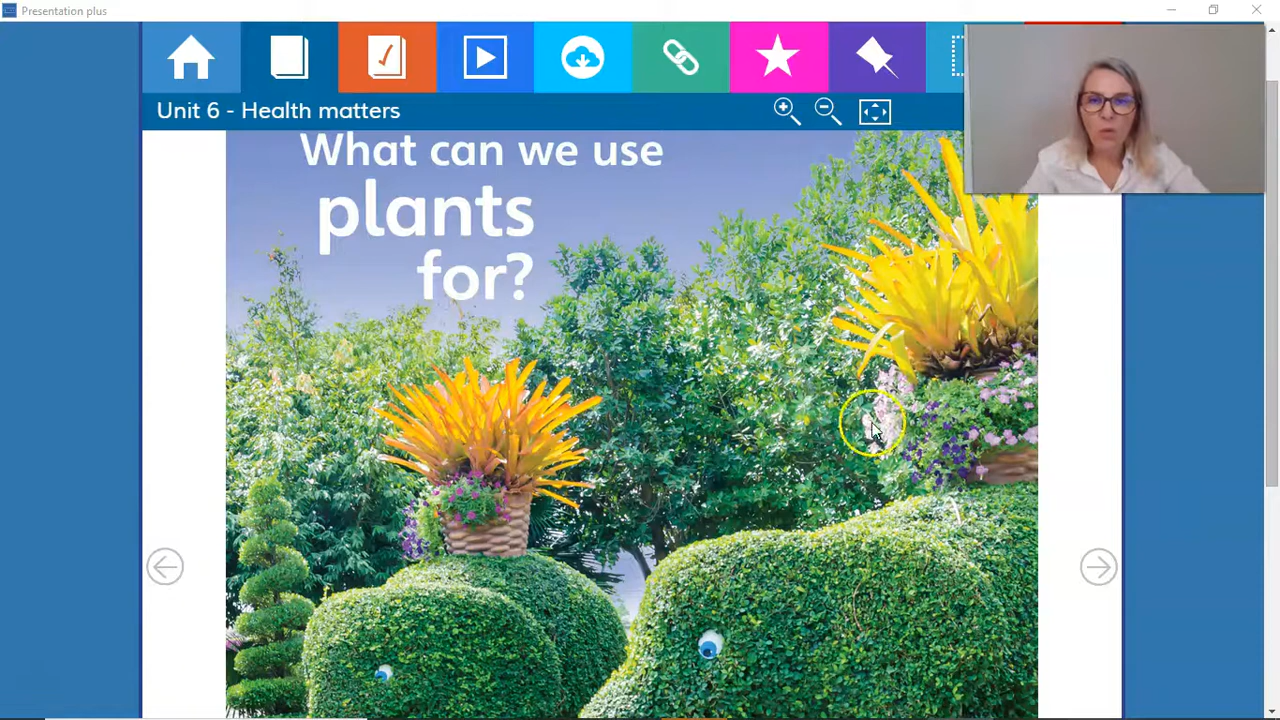 Presentation plus
Unit 6 - Health matters
What can we use
plants
for?